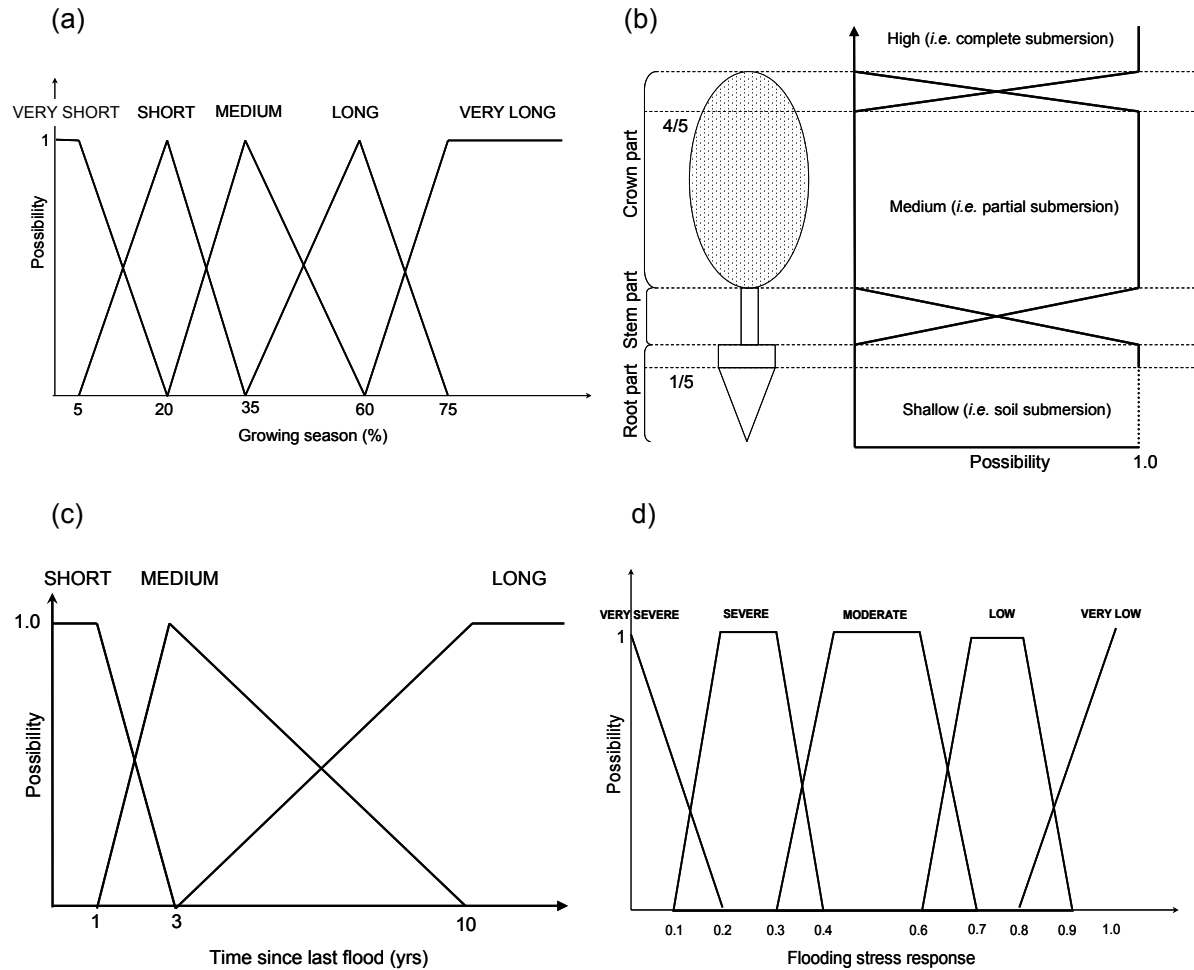 (a)
VERY SHORT SHORT MEDIUM LONG VERY LONG
1
Possibility
5 20 35 60 75
Growing season (%)
(b)
High (i.e. complete submersion)
4/5
Crown part
Medium (i.e. partial submersion)
Stem part
Root part
1/5
Shallow (i.e. soil submersion)
Possibility 1.0
(c)
SHORT MEDIUM LONG
1.0
Possibility
1 3 10
Time since last flood (yrs)
d)
VERY SEVERE SEVERE MODERATE LOW VERY LOW
1
Possibility
0.1 0.2 0.3 0.4 0.6 0.7 0.8 0.9 1.0
Flooding stress response